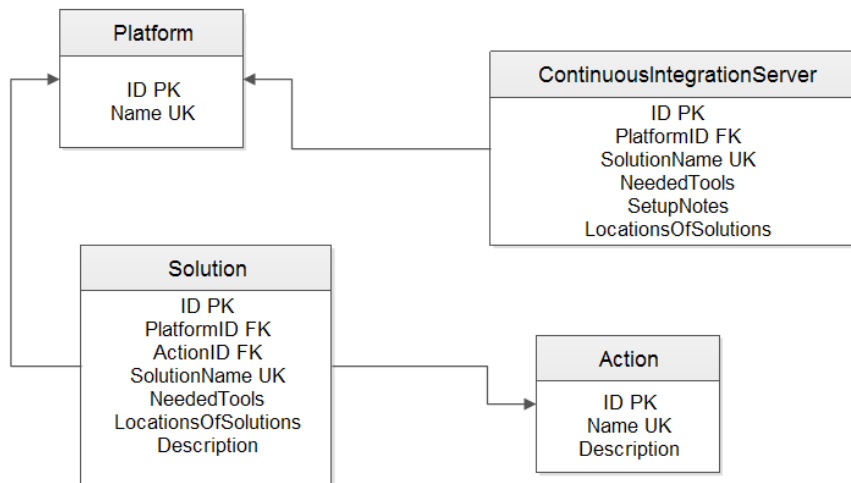 Platform
ID PK
Name UK
ContinuousIntegrationServer
ID PK
PlatformID FK
SolutionName UK
NeededTools
SetupNotes
LocationsOfSolutions
Solution
ID PK
PlatformID FK
ActionID FK
SolutionName UK
NeededTools
LocationsOfSolutions
Description
Action
ID PK
Name UK
Description